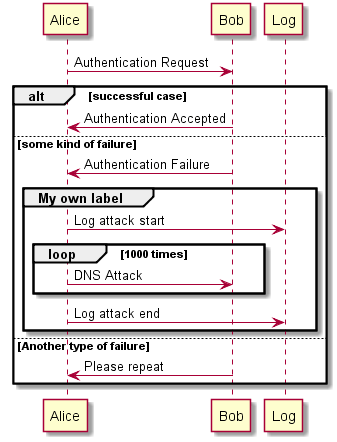 Alice Bob Log
Authentication Request
alt [successful case]
Authentication Accepted
[some kind of failure]
Authentication Failure
My own label
Log attack start
loop [1000 times]
DNS Attack
Log attack end
[Another type of failure]
Please repeat
Alice Bob Log